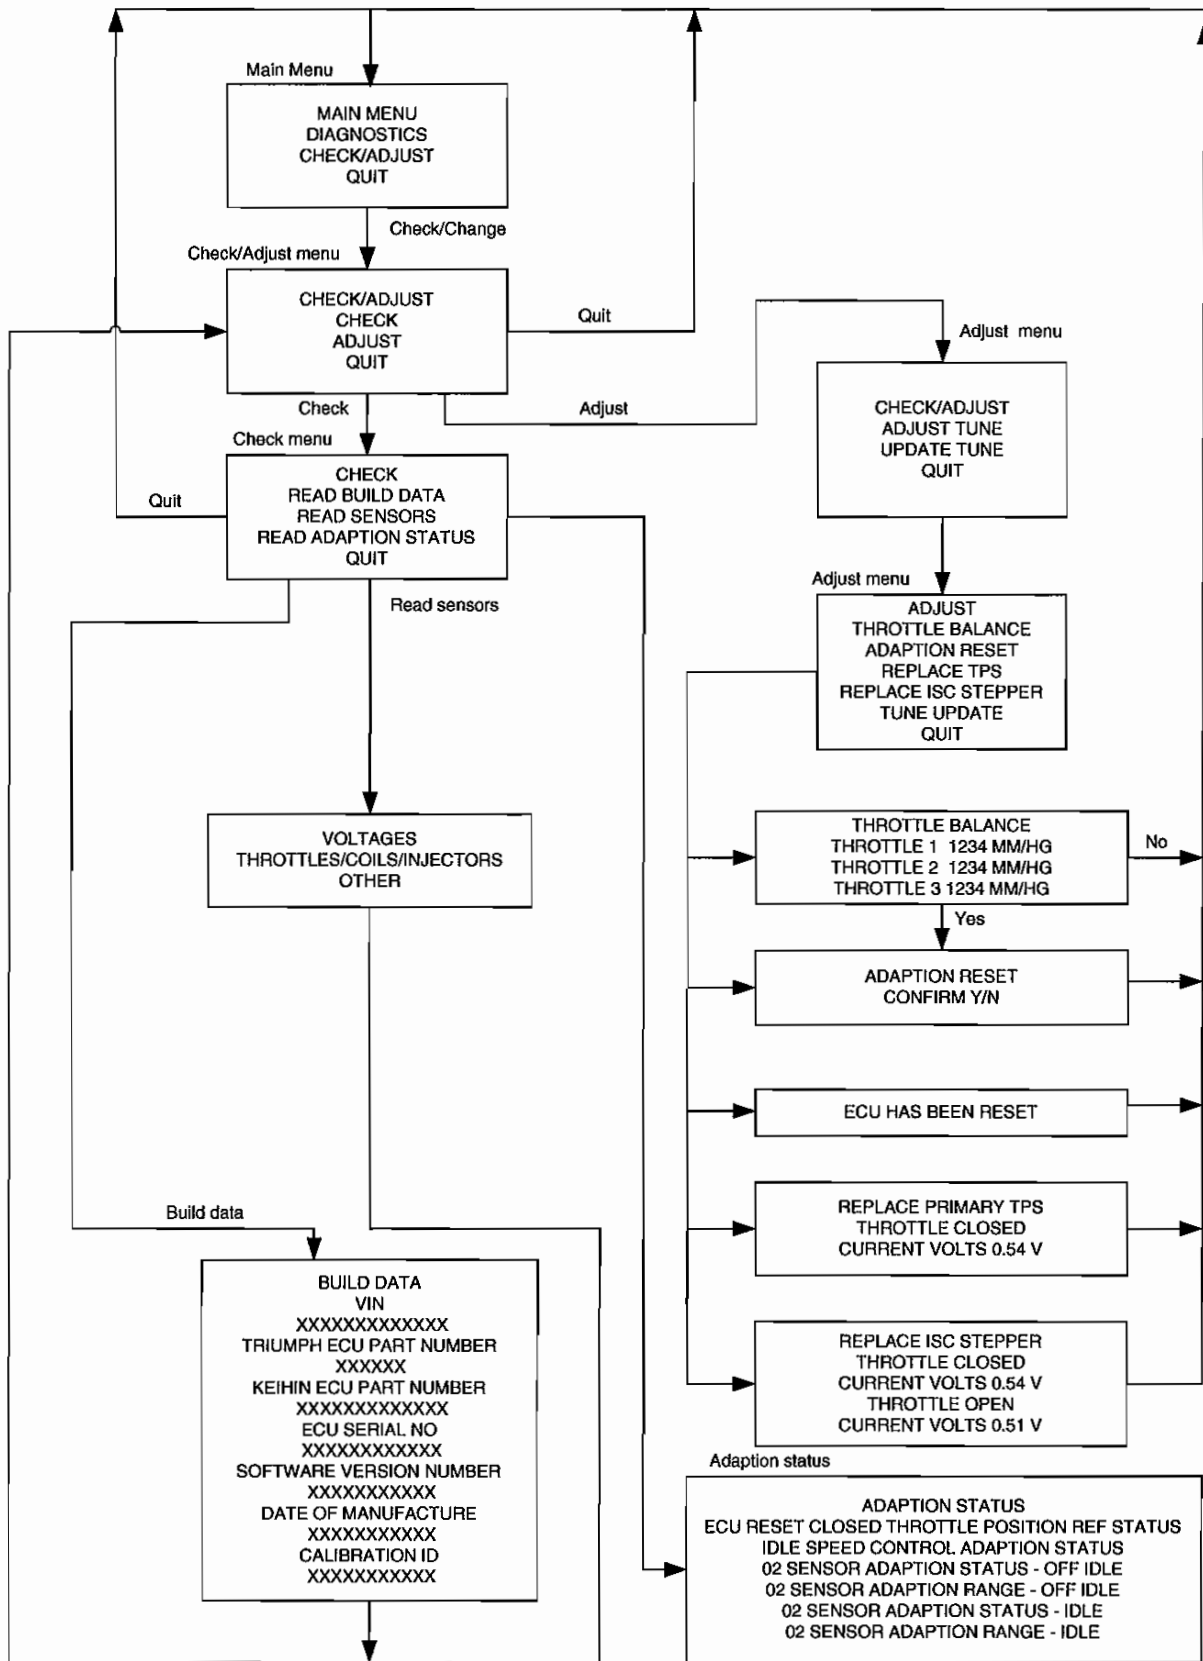 Main Menu
MAIN MENU
DIAGNOSTICS
CHECK/ADJUST
QUIT
Check/Change
Check/Adjust menu
CHECK/ADJUST
CHECK
ADJUST
QUIT
Quit
Check
Adjust
Check menu
CHECK
READ BUILD DATA
READ SENSORS
READ ADAPTION STATUS
QUIT
Quit
Read sensors
VOLTAGES
THROTTLES/COILS/INJECTORS
OTHER
Build data
BUILD DATA
VIN
XXXXXXXXXXXXX
TRIUMPH ECU PART NUMBER
XXXXXX
KEIHIN ECU PART NUMBER
XXXXXXXXXXXXX
ECU SERIAL NO
XXXXXXXXXXXX
SOFTWARE VERSION NUMBER
XXXXXXXXXXX
DATE OF MANUFACTURE
XXXXXXXXXXX
CALIBRATION ID
XXXXXXXXXXX
Adjust menu
CHECK/ADJUST
ADJUST TUNE
UPDATE TUNE
QUIT
Adjust menu
ADJUST
THROTTLE BALANCE
ADAPTION RESET
REPLACE TPS
REPLACE ISC STEPPER
TUNE UPDATE
QUIT
THROTTLE BALANCE
THROTTLE 1 1234 MM/HG
THROTTLE 2 1234 MM/HG
THROTTLE 3 1234 MM/HG
No
Yes
ADAPTION RESET
CONFIRM Y/N
ECU HAS BEEN RESET
REPLACE PRIMARY TPS
THROTTLE CLOSED
CURRENT VOLTS 0.54 V
REPLACE ISC STEPPER
THROTTLE CLOSED
CURRENT VOLTS 0.54 V
THROTTLE OPEN
CURRENT VOLTS 0.51 V
Adaption status
ADAPTION STATUS
ECU RESET CLOSED THROTTLE POSITION REF STATUS
IDLE SPEED CONTROL ADAPTION STATUS
02 SENSOR ADAPTION STATUS - OFF IDLE
02 SENSOR ADAPTION RANGE - OFF IDLE
02 SENSOR ADAPTION STATUS - IDLE
02 SENSOR ADAPTION RANGE - IDLE